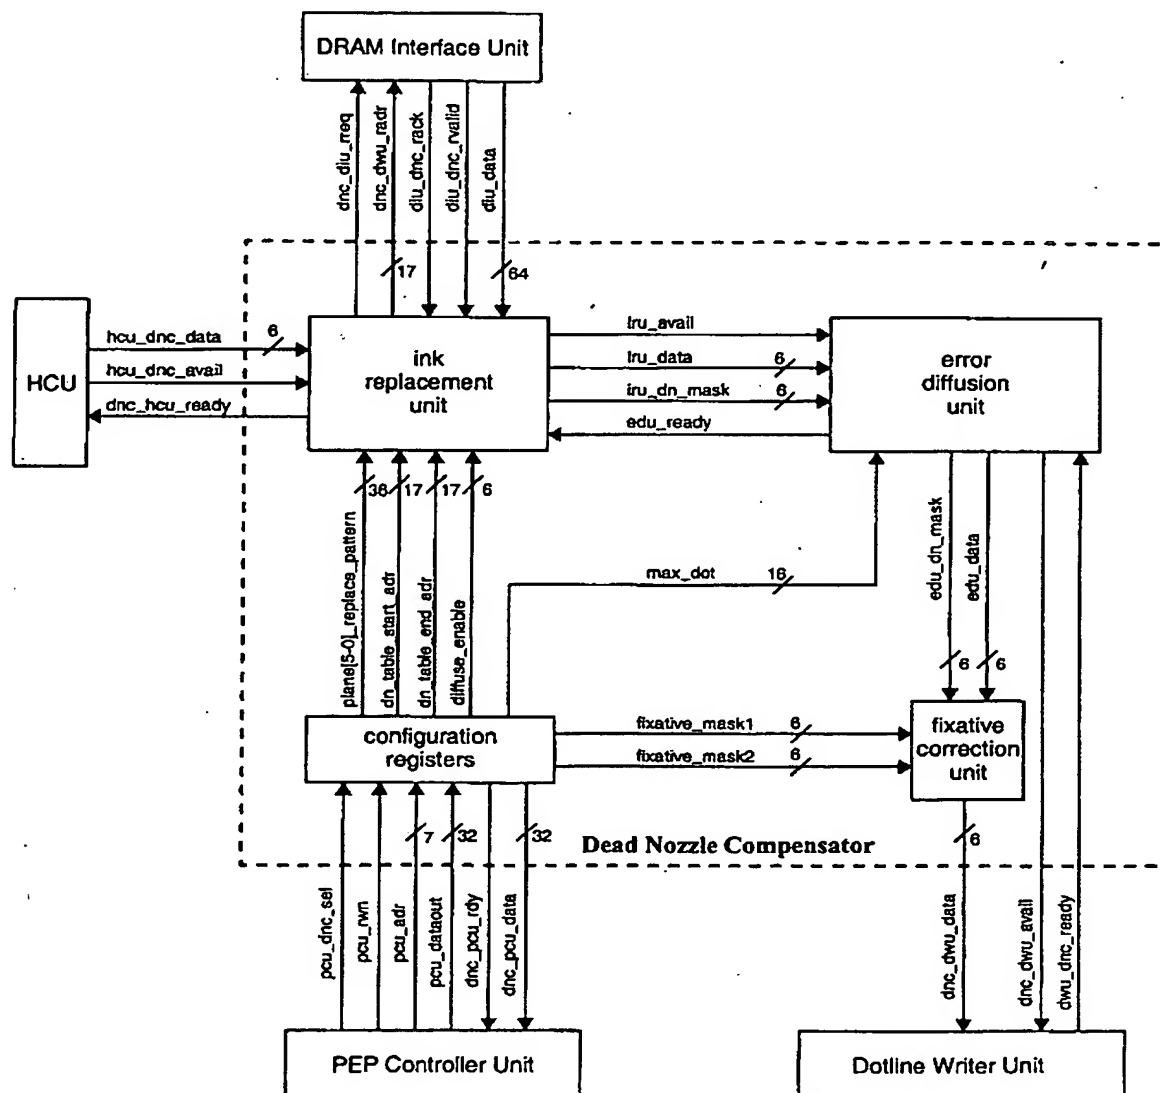 DRAM Interface Unit
dnc_diu_rreq
dnc_dwu_radr
diu_dnc_rack
diu_dnc_rvalid
diu_data
17
64
HCU
hcu_dnc_data
6
hcu_dnc_avail
dnc_hcu_ready
ink
replacement
unit
iru_avail
iru_data
6
iru_dn_mask
6
edu_ready
error
diffusion
unit
36
17
17
6
plane[5-0]_replace_pattern
dn_table_start_adr
dn_table_end_adr
diffuse_enable
max_dot
16
edu_dn_mask
edu_data
6
6
configuration
registers
fixative_mask1
6
fixative_mask2
6
fixative
correction
unit
7
32
32
6
Dead Nozzle Compensator
pcu_dnc_sel
pcu_rwn
pcu_adr
pcu_dataout
dnc_pcu_rdy
dnc_pcu_data
dnc_dwu_data
dnc_dwu_avail
dwu_dnc_ready
PEP Controller Unit
Dotline Writer Unit